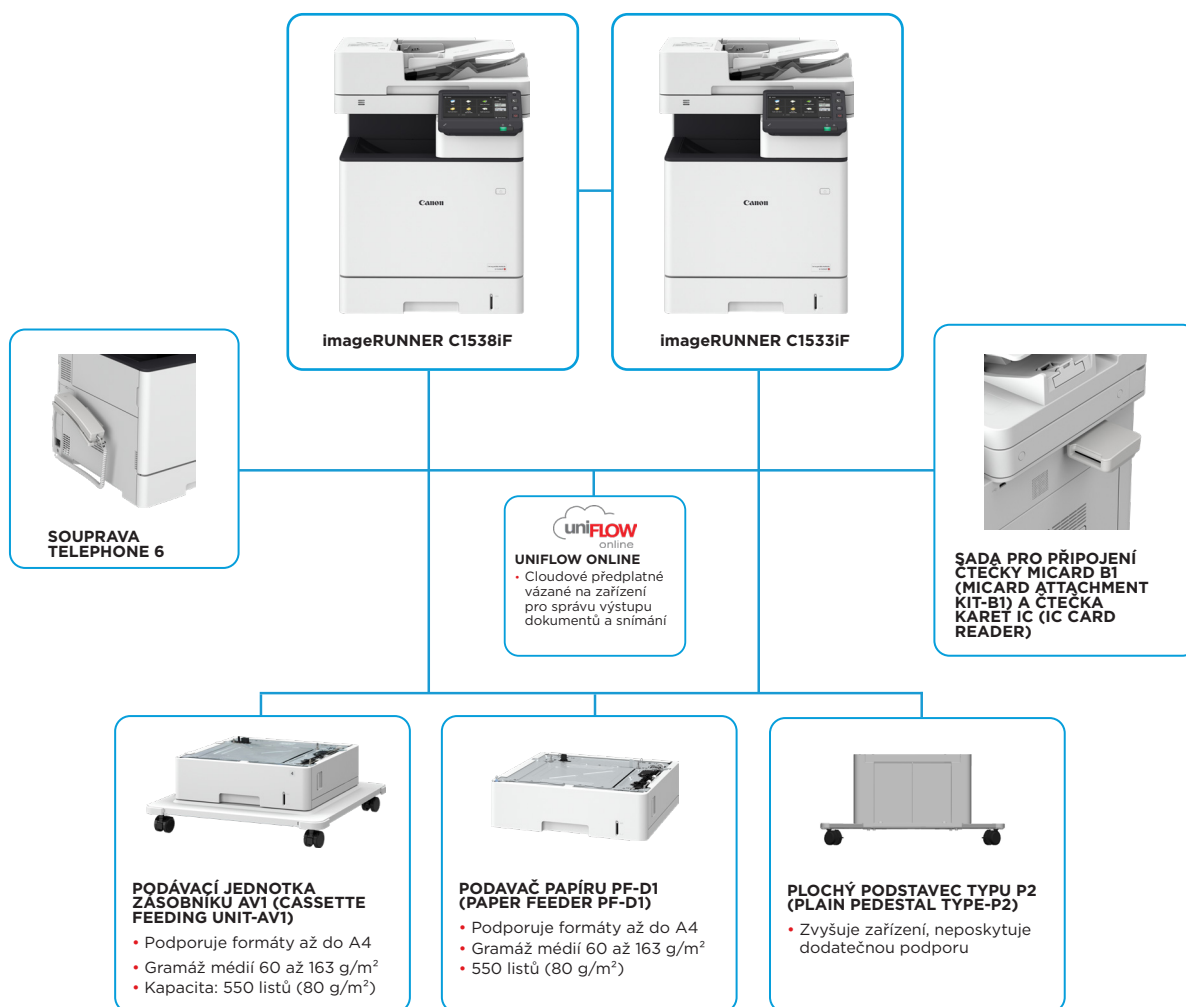 Canon
Canon
imageRUNNER C1538iF
imageRUNNER C1533iF
SOUPRAVA
TELEPHONE 6
uniFLOW
online
UNIFLOW ONLINE
• Cloudové předplatné
vázané na zařízení
pro správu výstupu
dokumentů a snímání
SADA PRO PŘIPOJENÍ
ČTEČKY MICARD B1
(MICARD ATTACHMENT
KIT-B1) A ČTEČKA
KARET IC (IC CARD
READER)
PODÁVACÍ JEDNOTKA
ZÁSOBNÍKU AV1 (CASSETTE
FEEDING UNIT-AV1)
• Podporuje formáty až do A4
• Gramáž médií 60 až 163 g/m²
• Kapacita: 550 listů (80 g/m²)
PODAVAČ PAPÍRU PF-D1
(PAPER FEEDER PF-D1)
• Podporuje formáty až do A4
• Gramáž médií 60 až 163 g/m²
• 550 listů (80 g/m²)
PLOCHÝ PODSTAVEC TYPU P2
(PLAIN PEDESTAL TYPE-P2)
• Zvyšuje zařízení, neposkytuje
dodatečnou podporu